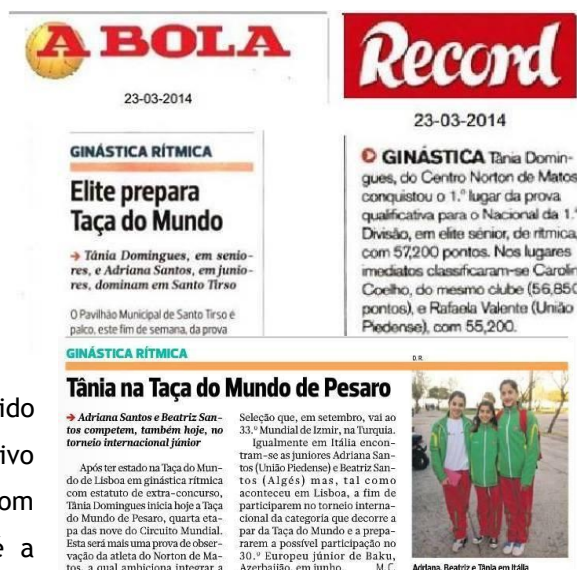 A BOLA
23-03-2014
GINÁSTICA RÍTMICA
Elite prepara
Taça do Mundo
→ Tânia Domingues, em senio-
res, e Adriana Santos, em junio-
res, dominam em Santo Tirso
O Pavilhão Municipal de Santo Tirso é
palco, este fim de semana, da prova
Record
23-03-2014
GINÁSTICA Tânia Domin-
gues, do Centro Norton de Matos
conquistou o 1.º lugar da prova
qualificativa para o Nacional da 1.ª
Divisão, em elite sénior, de rítmica,
com 57,200 pontos. Nos lugares
imediatos classificaram-se Carolin
Coelho, do mesmo clube (56,850
pontos), e Rafaela Valente (União
Piedense), com 55,200.
ido
ivo
om
é a
GINÁSTICA RÍTMICA
Tânia na Taça do Mundo de Pesaro
→ Adriana Santos e Beatriz San-
tos competem, também hoje, no
torneio internacional júnior
Após ter estado na Taça do Mun-
do de Lisboa em ginástica rítmica
com estatuto de extra-concurso,
Tânia Domingues inicia hoje a Taça
do Mundo de Pesaro, quarta eta-
pa das nove do Circuito Mundial.
Esta será mais uma prova de obser-
vação da atleta do Norton de Ma-
tos, a qual ambiciona integrar a
Seleção que, em setembro, vai ao
33.º Mundial de Izmir, na Turquia.
Igualmente em Itália encon-
tram-se as juniores Adriana San-
tos (União Piedense) e Beatriz San-
tos (Algés) mas, tal como
aconteceu em Lisboa, a fim de
participarem no torneio interna-
cional da categoria que decorre a
par da Taça do Mundo e a prepa-
rarem a possível participação no
30.º Europeu júnior de Baku,
Azerbaijão, em junho. M.C.
D.R.
Adriana, Beatriz e Tânia em Itália